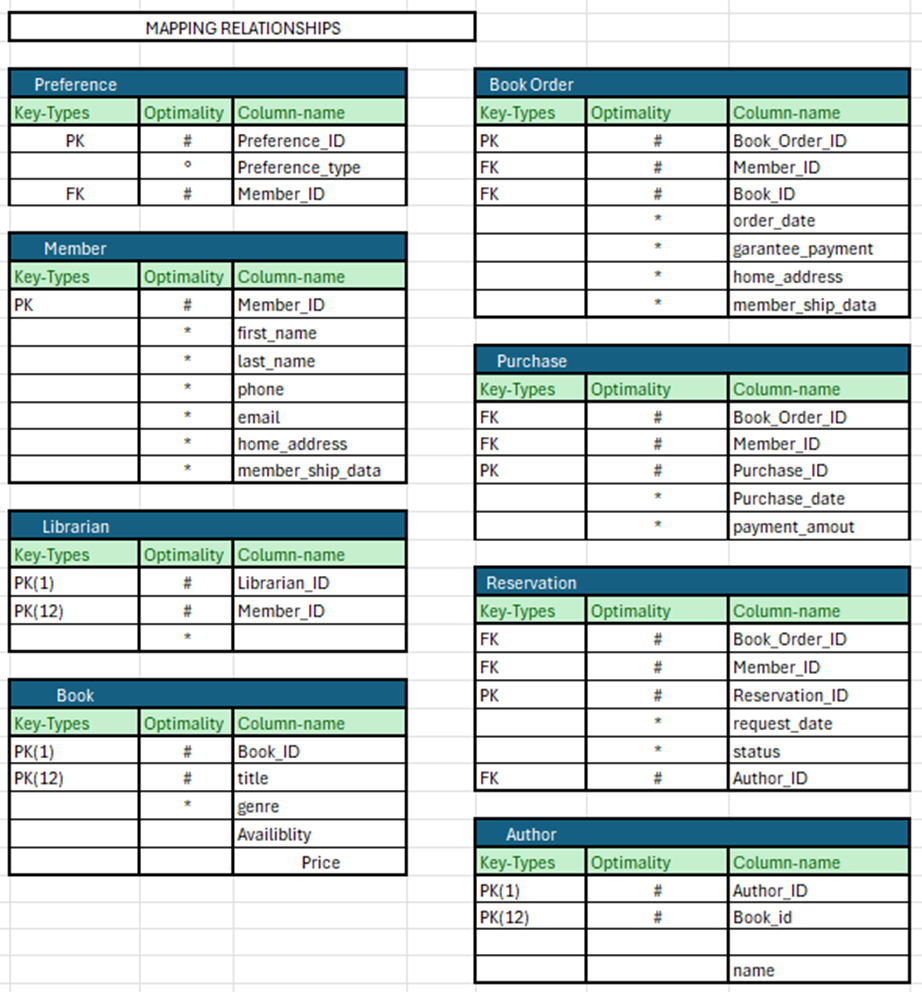 MAPPING RELATIONSHIPS
Preference
Key-Types Optimality Column-name
PK # Preference_ID
° Preference_type
FK # Member_ID
Member
Key-Types Optimality Column-name
PK # Member_ID
* first_name
* last_name
* phone
* email
* home_address
* member_ship_data
Librarian
Key-Types Optimality Column-name
PK(1) # Librarian_ID
PK(12) # Member_ID
*
Book
Key-Types Optimality Column-name
PK(1) # Book_ID
PK(12) # title
* genre
Availiblity
Price
Book Order
Key-Types Optimality Column-name
PK # Book_Order_ID
FK # Member_ID
FK # Book_ID
* order_date
* garantee_payment
* home_address
* member_ship_data
Purchase
Key-Types Optimality Column-name
FK # Book_Order_ID
FK # Member_ID
PK # Purchase_ID
* Purchase_date
* payment_amout
Reservation
Key-Types Optimality Column-name
FK # Book_Order_ID
FK # Member_ID
PK # Reservation_ID
* request_date
* status
FK # Author_ID
Author
Key-Types Optimality Column-name
PK(1) # Author_ID
PK(12) # Book_id
name